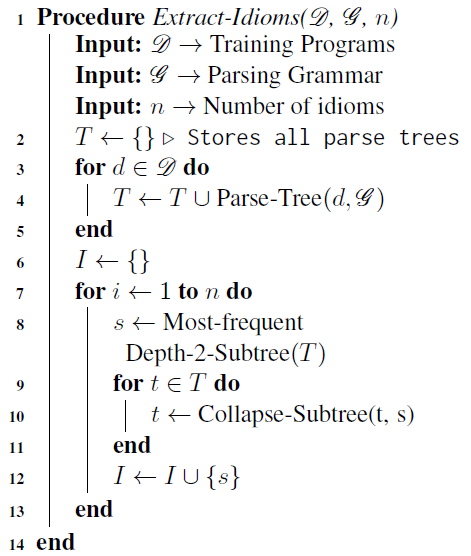 1 Procedure Extract-Idioms(𝒟, 𝒢, n)
Input: 𝒟 → Training Programs
Input: 𝒢 → Parsing Grammar
Input: n → Number of idioms
2 T ← {} ▷ Stores all parse trees
3 for d ∈ 𝒟 do
4 T ← T ∪ Parse-Tree(d, 𝒢)
5 end
6 I ← {}
7 for i ← 1 to n do
8 s ← Most-frequent
Depth-2-Subtree(T)
9 for t ∈ T do
10 t ← Collapse-Subtree(t, s)
11 end
12 I ← I ∪ {s}
13 end
14 end